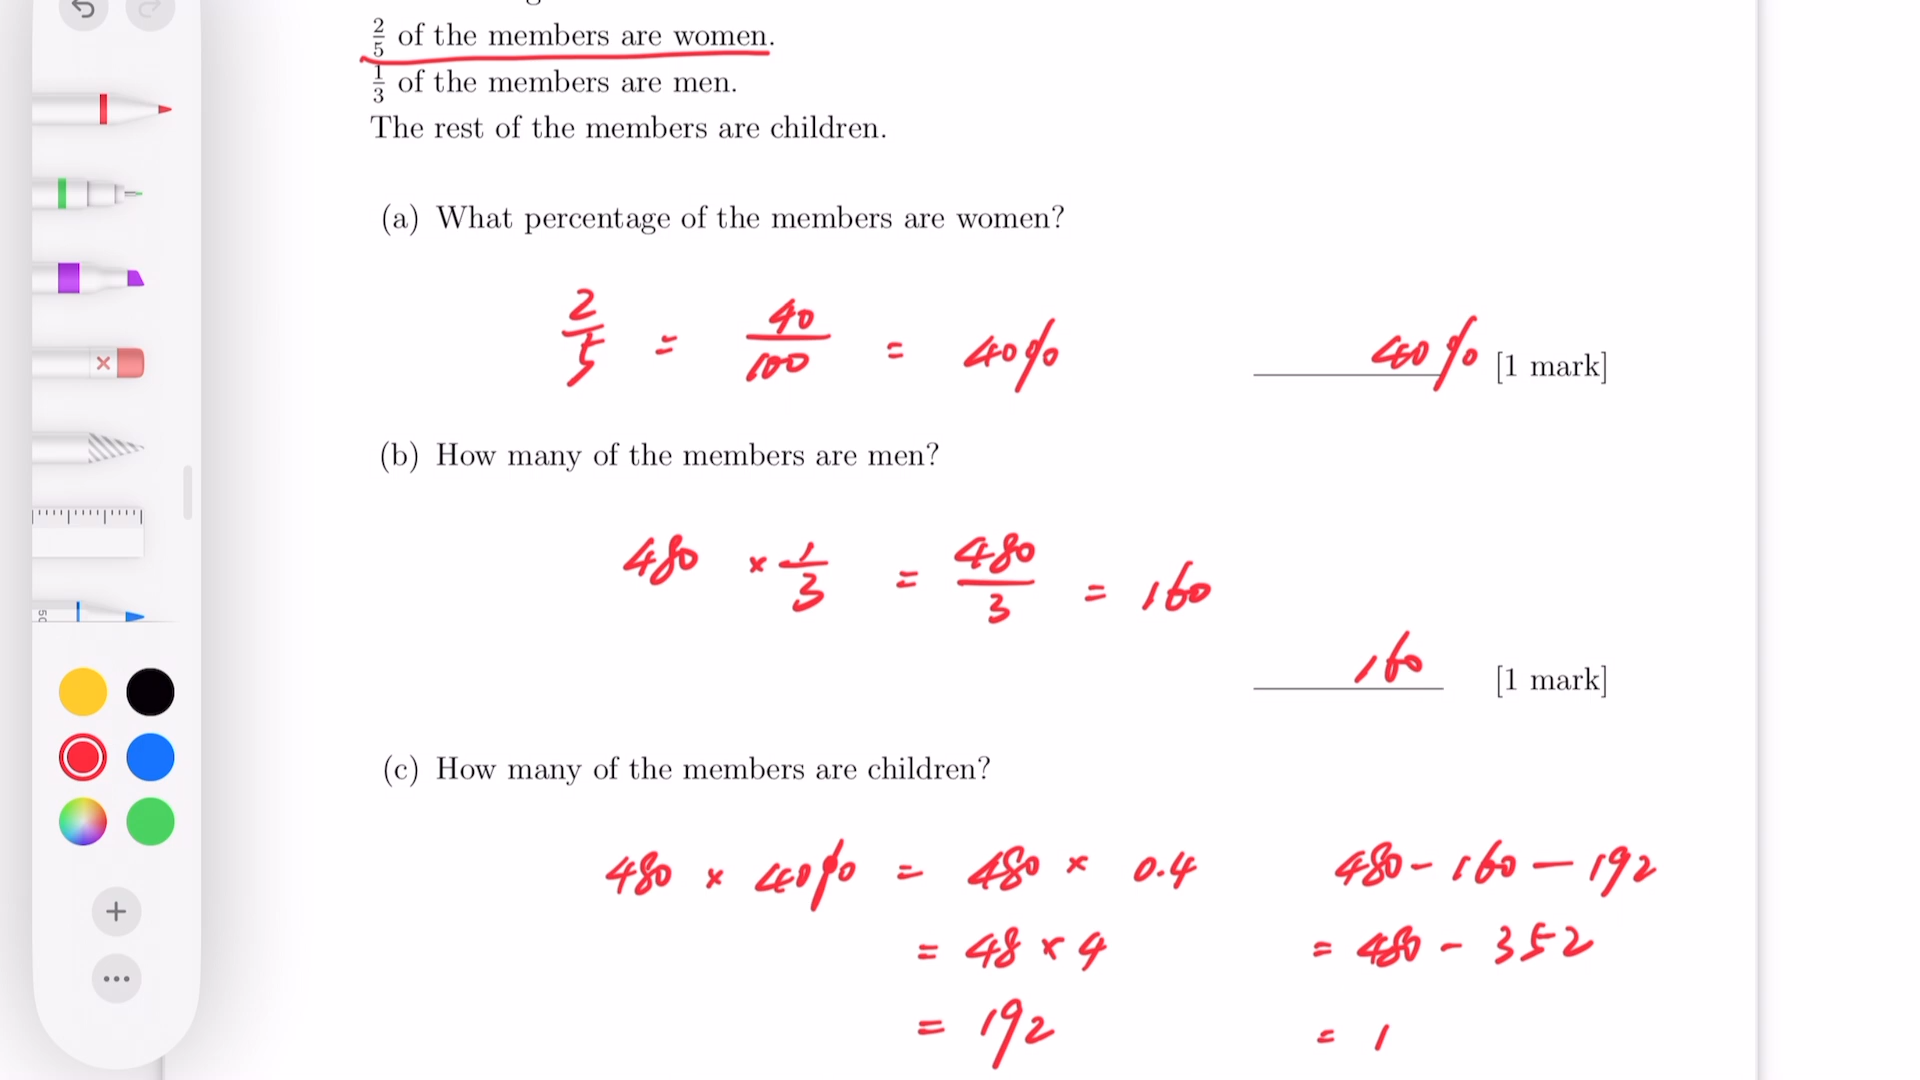 2/5 of the members are women.
1/3 of the members are men.
The rest of the members are children.
(a) What percentage of the members are women?
2/5 = 40/100 = 40%
40% [1 mark]
(b) How many of the members are men?
480 × 1/3 = 480/3 = 160
160 [1 mark]
(c) How many of the members are children?
480 × 40% = 480 × 0.4
= 48 × 4
= 192
480 - 160 - 192
= 480 - 352
= 1